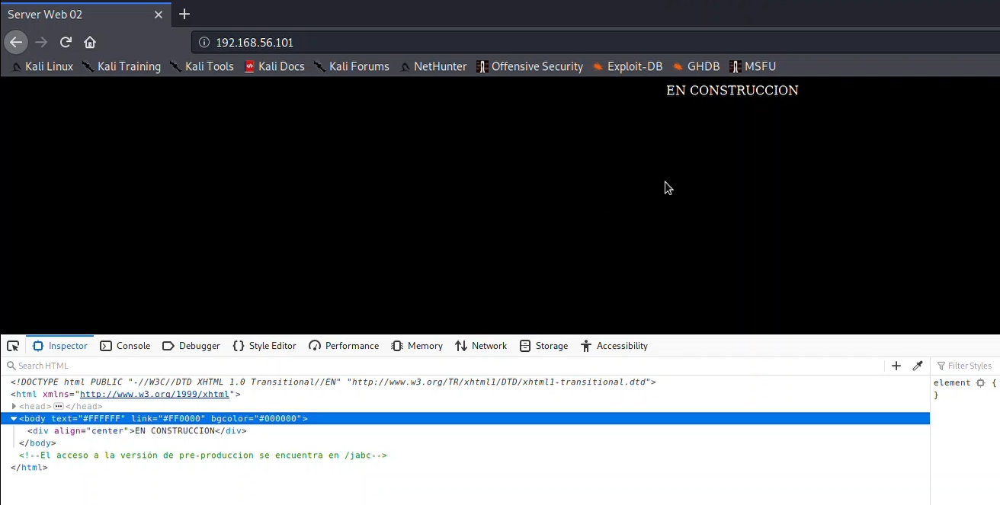 Server Web 02
192.168.56.101
Kali Linux Kali Training Kali Tools Kali Docs Kali Forums NetHunter Offensive Security Exploit-DB GHDB MSFU
EN CONSTRUCCION
Inspector Console Debugger Style Editor Performance Memory Network Storage Accessibility
Search HTML
Filter Styles
<!DOCTYPE html PUBLIC "-//W3C//DTD XHTML 1.0 Transitional//EN" "http://www.w3.org/TR/xhtml1/DTD/xhtml1-transitional.dtd">
<html xmlns="http://www.w3.org/1999/xhtml">
<head>…</head>
<body text="#FFFFFF" link="#FF0000" bgcolor="#000000">
<div align="center">EN CONSTRUCCION</div>
</body>
<!--El acceso a la versión de pre-produccion se encuentra en /jabc-->
</html>
element {
}